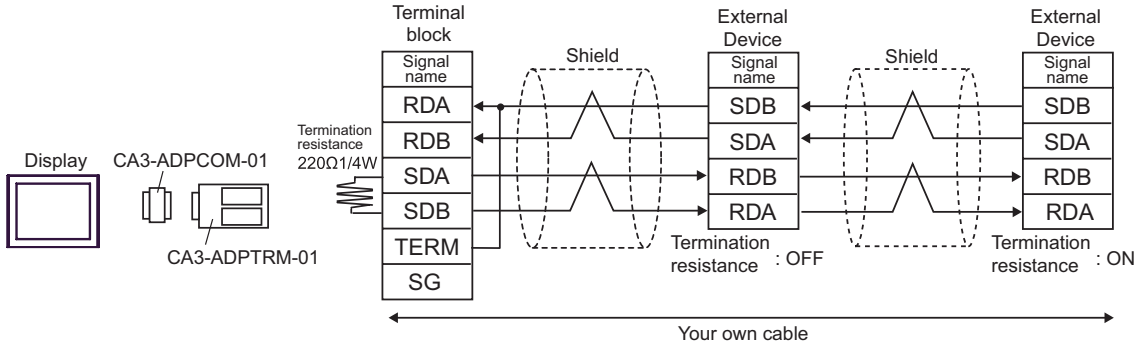 Display
CA3-ADPCOM-01
CA3-ADPTRM-01
Termination
resistance
220Ω1/4W
Terminal
block
Signal
name
RDA
RDB
SDA
SDB
TERM
SG
Shield
External
Device
Signal
name
SDB
SDA
RDB
RDA
Termination
resistance : OFF
Shield
External
Device
Signal
name
SDB
SDA
RDB
RDA
Termination
resistance : ON
Your own cable